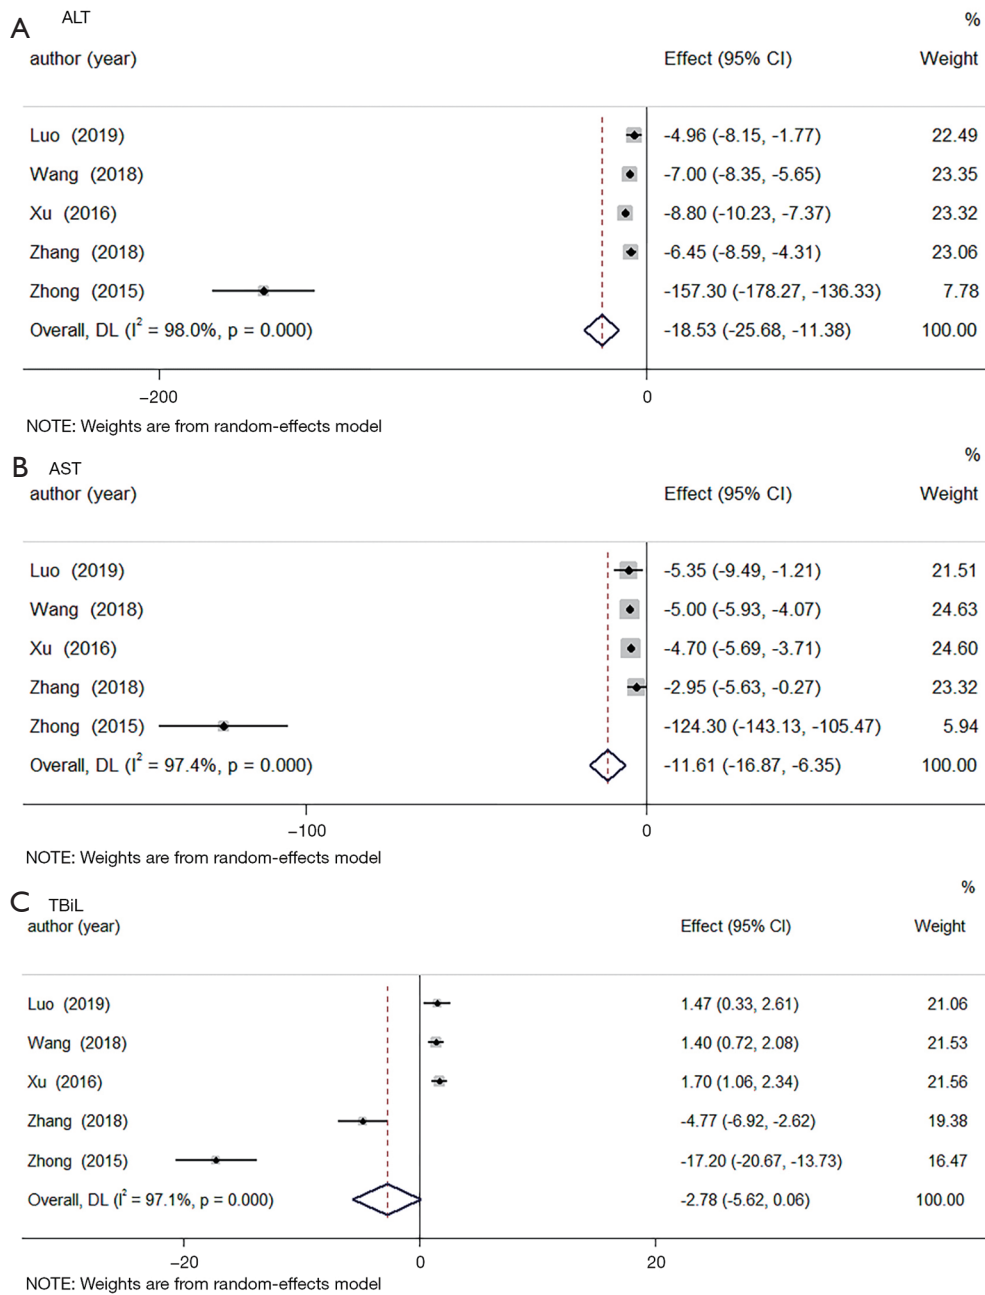 A ALT
%
author (year) Effect (95% CI) Weight
Luo (2019) -4.96 (-8.15, -1.77) 22.49
Wang (2018) -7.00 (-8.35, -5.65) 23.35
Xu (2016) -8.80 (-10.23, -7.37) 23.32
Zhang (2018) -6.45 (-8.59, -4.31) 23.06
Zhong (2015) -157.30 (-178.27, -136.33) 7.78
Overall, DL (I² = 98.0%, p = 0.000) -18.53 (-25.68, -11.38) 100.00
−200 0
NOTE: Weights are from random-effects model
B AST
%
author (year) Effect (95% CI) Weight
Luo (2019) -5.35 (-9.49, -1.21) 21.51
Wang (2018) -5.00 (-5.93, -4.07) 24.63
Xu (2016) -4.70 (-5.69, -3.71) 24.60
Zhang (2018) -2.95 (-5.63, -0.27) 23.32
Zhong (2015) -124.30 (-143.13, -105.47) 5.94
Overall, DL (I² = 97.4%, p = 0.000) -11.61 (-16.87, -6.35) 100.00
−100 0
NOTE: Weights are from random-effects model
C TBiL
%
author (year) Effect (95% CI) Weight
Luo (2019) 1.47 (0.33, 2.61) 21.06
Wang (2018) 1.40 (0.72, 2.08) 21.53
Xu (2016) 1.70 (1.06, 2.34) 21.56
Zhang (2018) -4.77 (-6.92, -2.62) 19.38
Zhong (2015) -17.20 (-20.67, -13.73) 16.47
Overall, DL (I² = 97.1%, p = 0.000) -2.78 (-5.62, 0.06) 100.00
−20 0 20
NOTE: Weights are from random-effects model